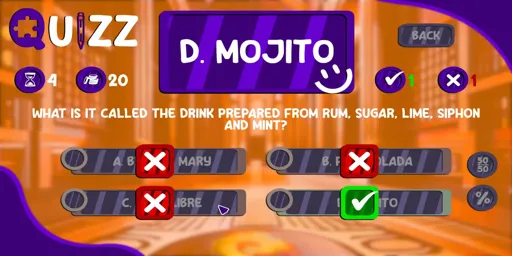 QUIZZ
D. MOJITO
BACK
4
20
1
1
WHAT IS IT CALLED THE DRINK PREPARED FROM RUM, SUGAR, LIME, SIPHON
AND MINT?
A. B MARY
B. P OLADA
50
50
C. LIBRE
ITO
%